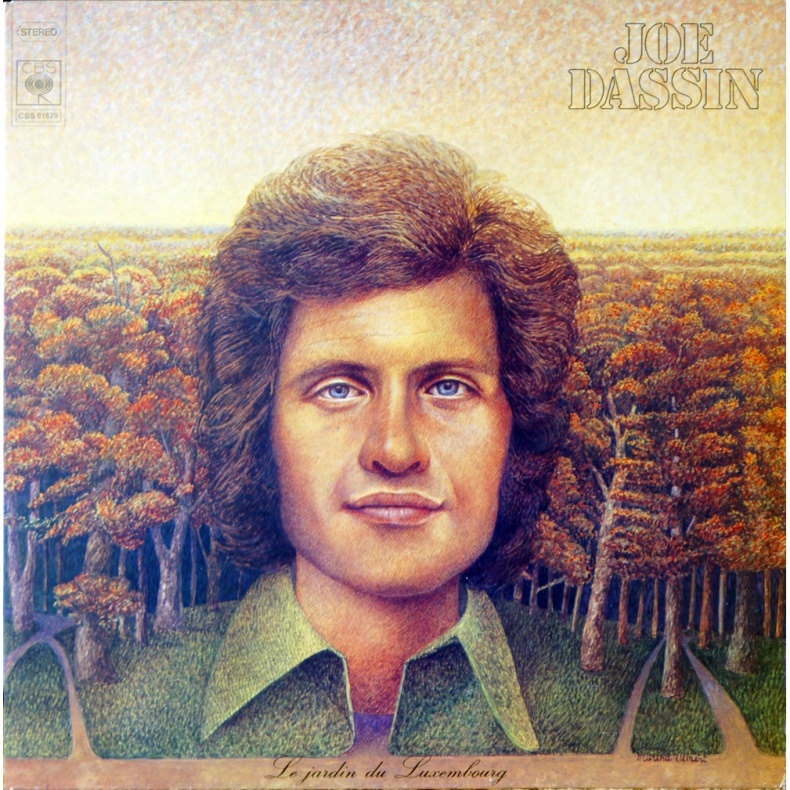 STEREO
CBS
CBS 81679
JOE
DASSIN
Le jardin du Luxembourg